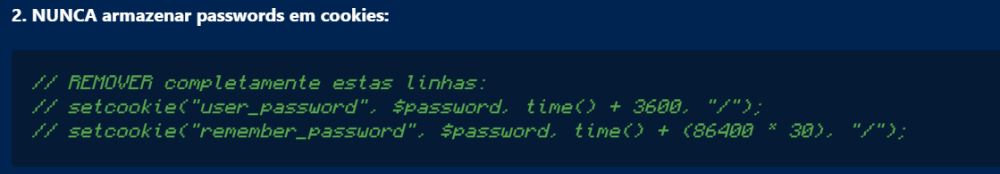 2. NUNCA armazenar passwords em cookies:
// REMOVER completamente estas linhas:
// setcookie("user_password", $password, time() + 3600, "/");
// setcookie("remember_password", $password, time() + (86400 * 30), "/");